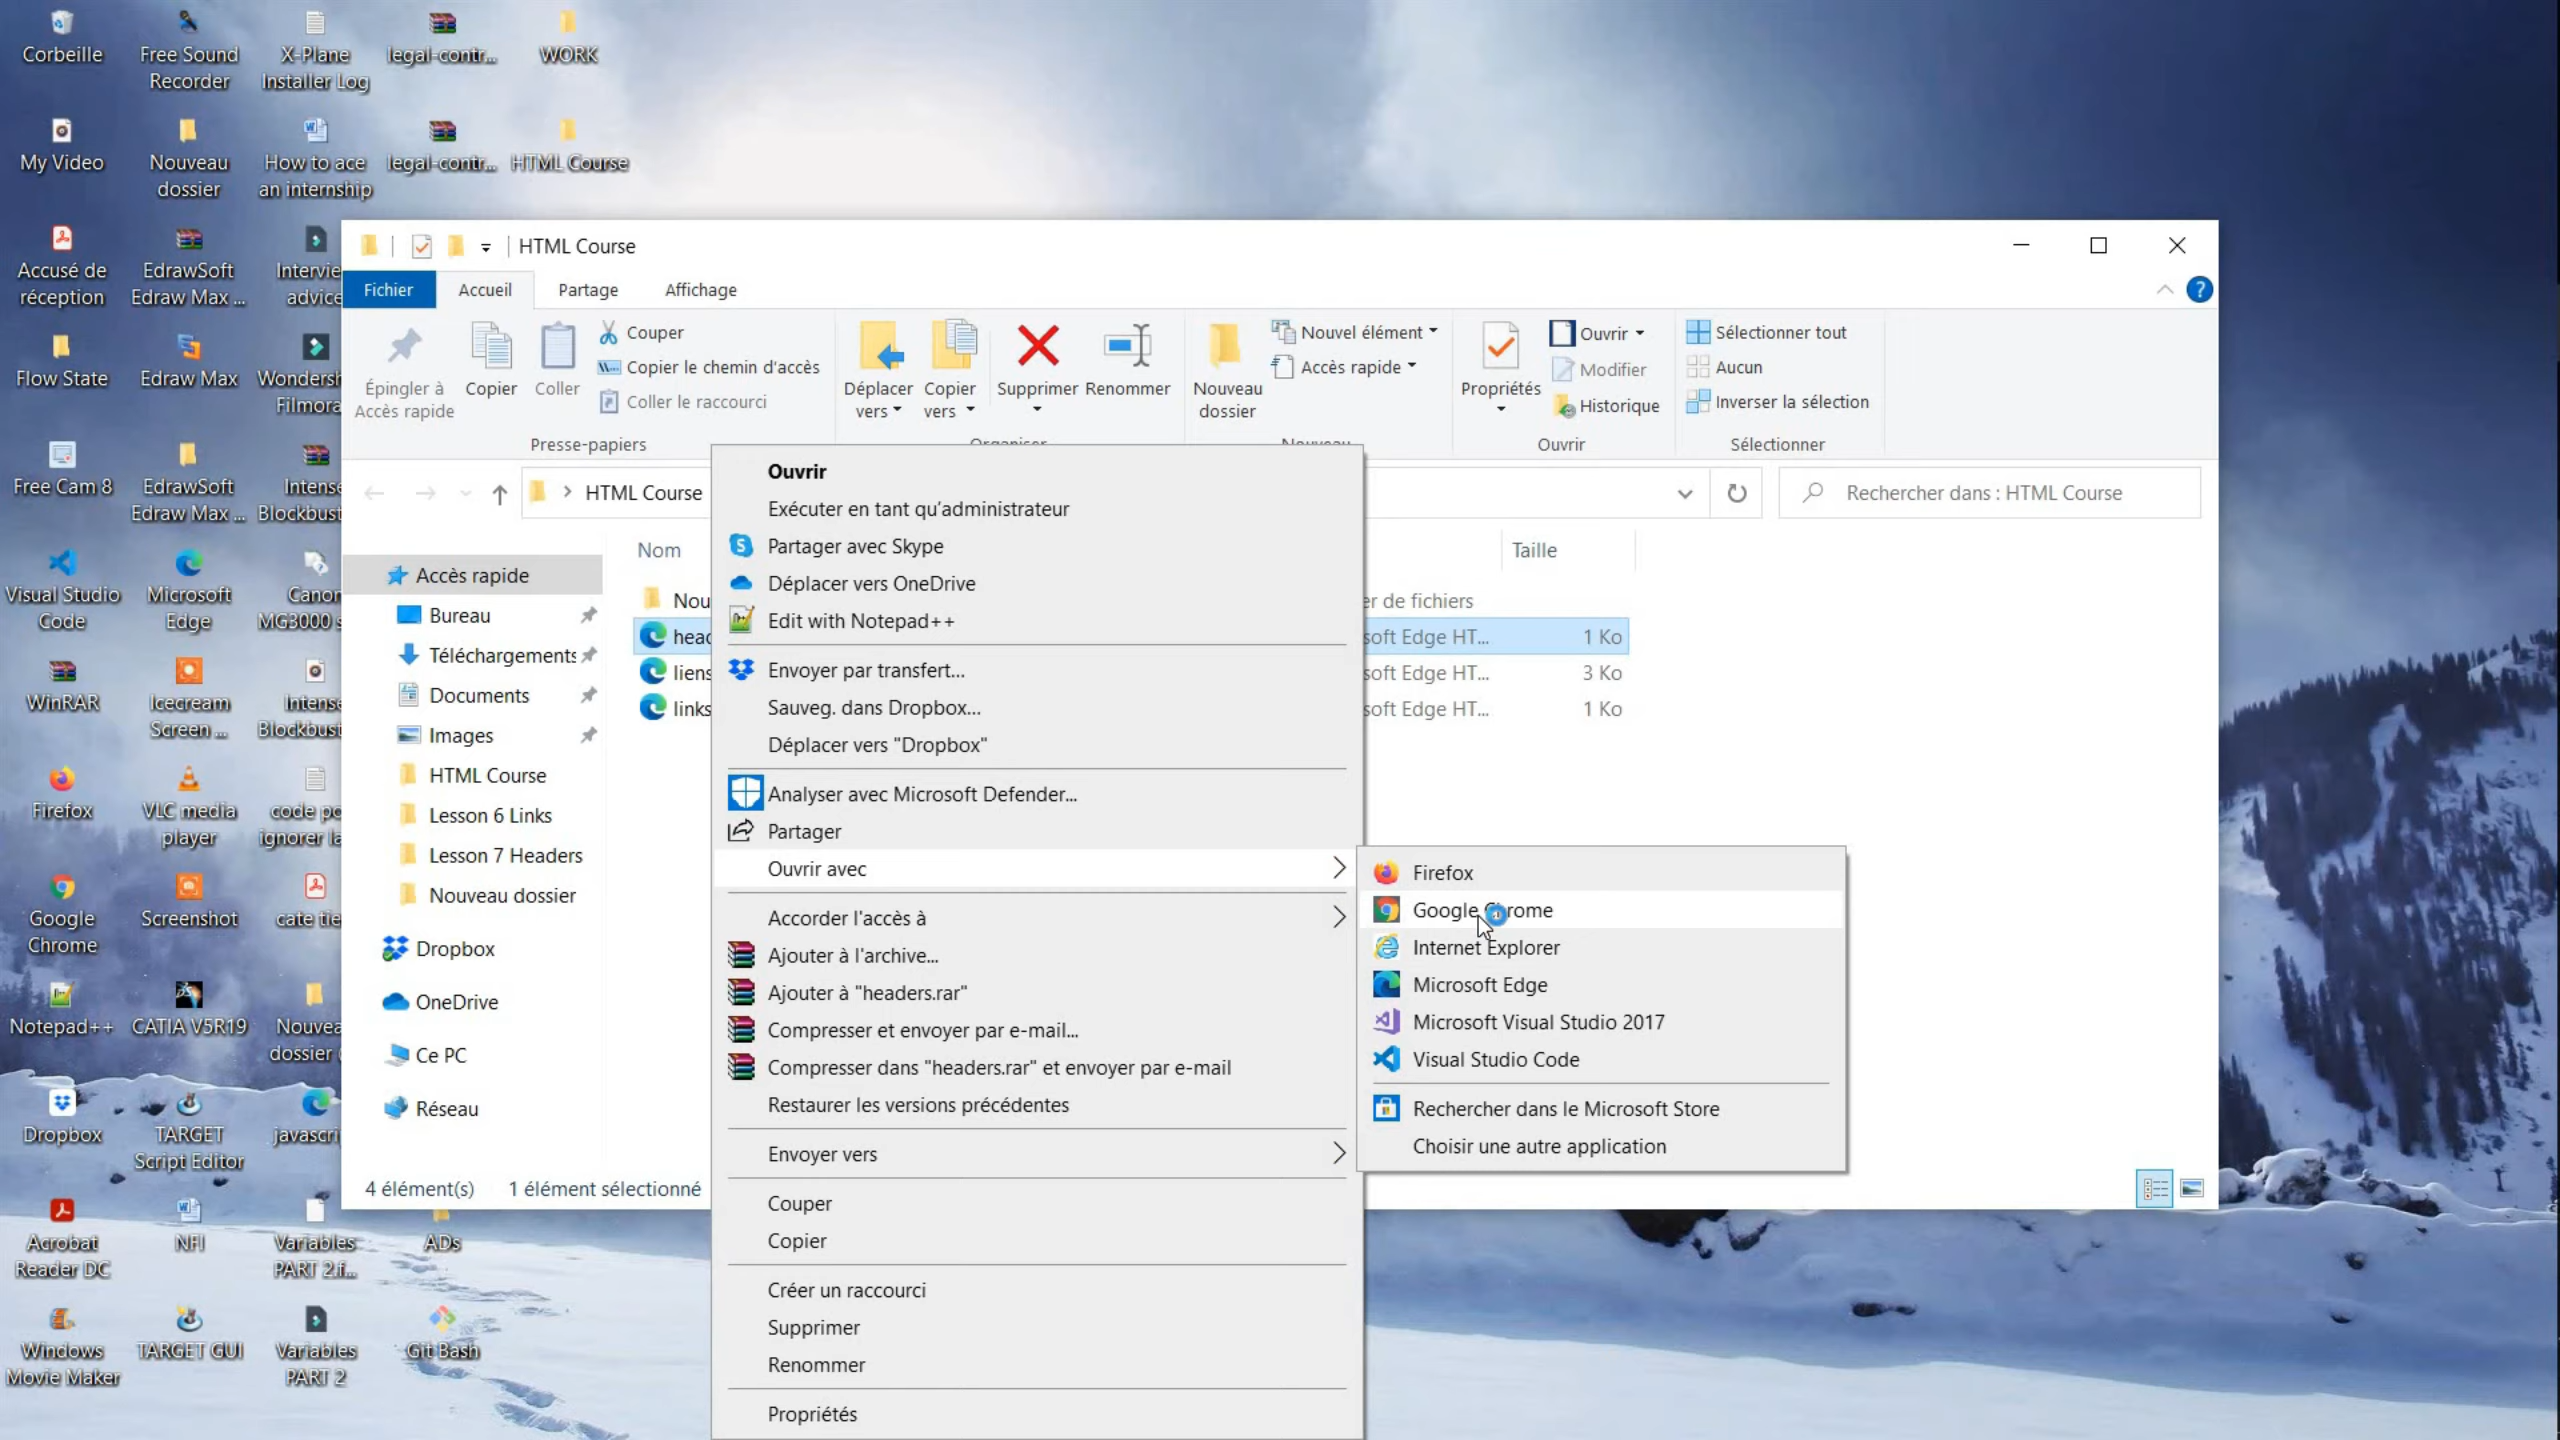 Corbeille
Free Sound
Recorder
X-Plane
Installer Log
legal-contr...
WORK
My Video
Nouveau
dossier
How to ace
an internship
legal-contr...
HTML Course
Accusé de
réception
EdrawSoft
Edraw Max ...
advice
Flow State
Edraw Max
Filmora
Free Cam 8
EdrawSoft
Edraw Max ...
Intense
Visual Studio
Code
Microsoft
Edge
Canon
MG3000
WinRAR
Icecream
Screen ...
Intense
Firefox
VLC media
player
code
ignorer
Google
Chrome
Screenshot
cate
Notepad++
CATIA V5R19
dossier
Dropbox
TARGET
Script Editor
Acrobat
Reader DC
NFI
Variables
PART 2.f...
ADs
Windows
Movie Maker
TARGET GUI
Variables
PART 2
Git Bash
HTML Course
Fichier
Accueil
Partage
Affichage
Épingler à
Accès rapide
Copier
Coller
Couper
Copier le chemin d'accès
Coller le raccourci
Presse-papiers
Déplacer
vers
Copier
vers
Supprimer
Renommer
Organiser
Nouveau
dossier
Nouvel élément
Accès rapide
Nouveau
Propriétés
Ouvrir
Modifier
Historique
Ouvrir
Sélectionner tout
Aucun
Inverser la sélection
Sélectionner
HTML Course
Rechercher dans : HTML Course
Accès rapide
Bureau
Téléchargements
Documents
Images
HTML Course
Lesson 6 Links
Lesson 7 Headers
Nouveau dossier
Dropbox
OneDrive
Ce PC
Réseau
Nom
Taille
Nou
de fichiers
head
soft Edge HT...
1 Ko
liens
soft Edge HT...
3 Ko
links
soft Edge HT...
1 Ko
4 élément(s)
1 élément sélectionné
Ouvrir
Exécuter en tant qu'administrateur
Partager avec Skype
Déplacer vers OneDrive
Edit with Notepad++
Envoyer par transfert...
Sauveg. dans Dropbox...
Déplacer vers "Dropbox"
Analyser avec Microsoft Defender...
Partager
Ouvrir avec
Accorder l'accès à
Ajouter à l'archive...
Ajouter à "headers.rar"
Compresser et envoyer par e-mail...
Compresser dans "headers.rar" et envoyer par e-mail
Restaurer les versions précédentes
Envoyer vers
Couper
Copier
Créer un raccourci
Supprimer
Renommer
Propriétés
Firefox
Google Chrome
Internet Explorer
Microsoft Edge
Microsoft Visual Studio 2017
Visual Studio Code
Rechercher dans le Microsoft Store
Choisir une autre application